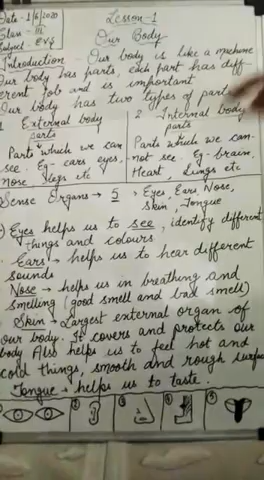 Date - 1/6/2020
Class - III
Subject - EVS
Lesson - 1
Our Body
Introduction - Our body is like a machine
Our body has parts, each part has diff-
erent job and is important
Our body has two types of parts
1 External body
parts
Parts which we can
see. Eg - ears eyes,
Nose, legs etc
2 Internal body
parts
Parts which we can-
not see. Eg - brain,
Heart, Lungs etc
Sense Organs → 5 → Eyes, Ears, Nose,
Skin, Tongue
Eyes helps us to see, identify different
things and colours.
Ears → helps us to hear different
sounds
Nose → helps us in breathing and
smelling (good smell and bad smell)
Skin → Largest external organ of
our body. It covers and protects our
body Also helps us to feel hot and
cold things, smooth and rough surface
Tongue → helps us to taste.